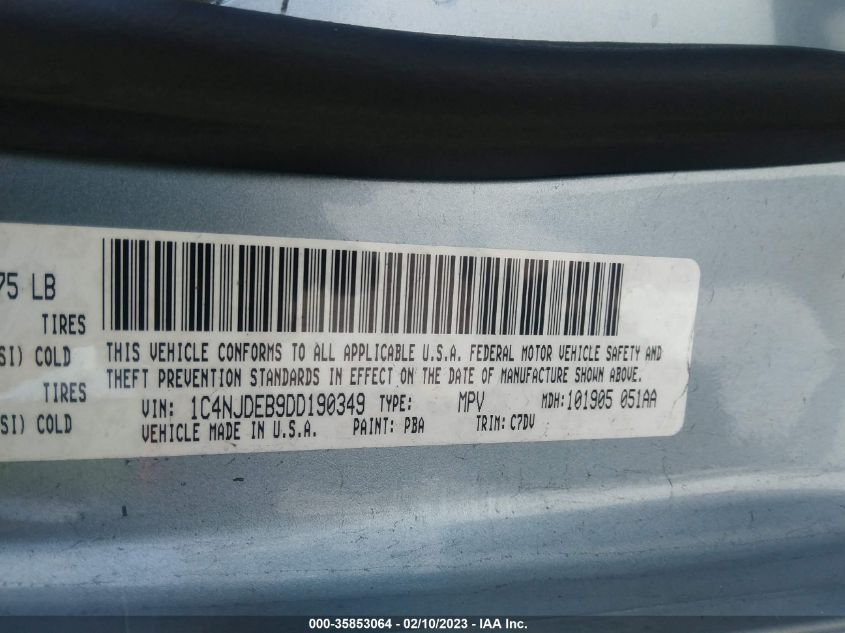 75 LB
TIRES
SI) COLD
TIRES
SI) COLD
THIS VEHICLE CONFORMS TO ALL APPLICABLE U.S.A. FEDERAL MOTOR VEHICLE SAFETY AND
THEFT PREVENTION STANDARDS IN EFFECT ON THE DATE OF MANUFACTURE SHOWN ABOVE.
VIN: 1C4NJDEB9DD190349 TYPE: MPV MDH:101905 051AA
VEHICLE MADE IN U.S.A. PAINT: PBA TRIM: C7DV
000-35853064 - 02/10/2023 - IAA Inc.